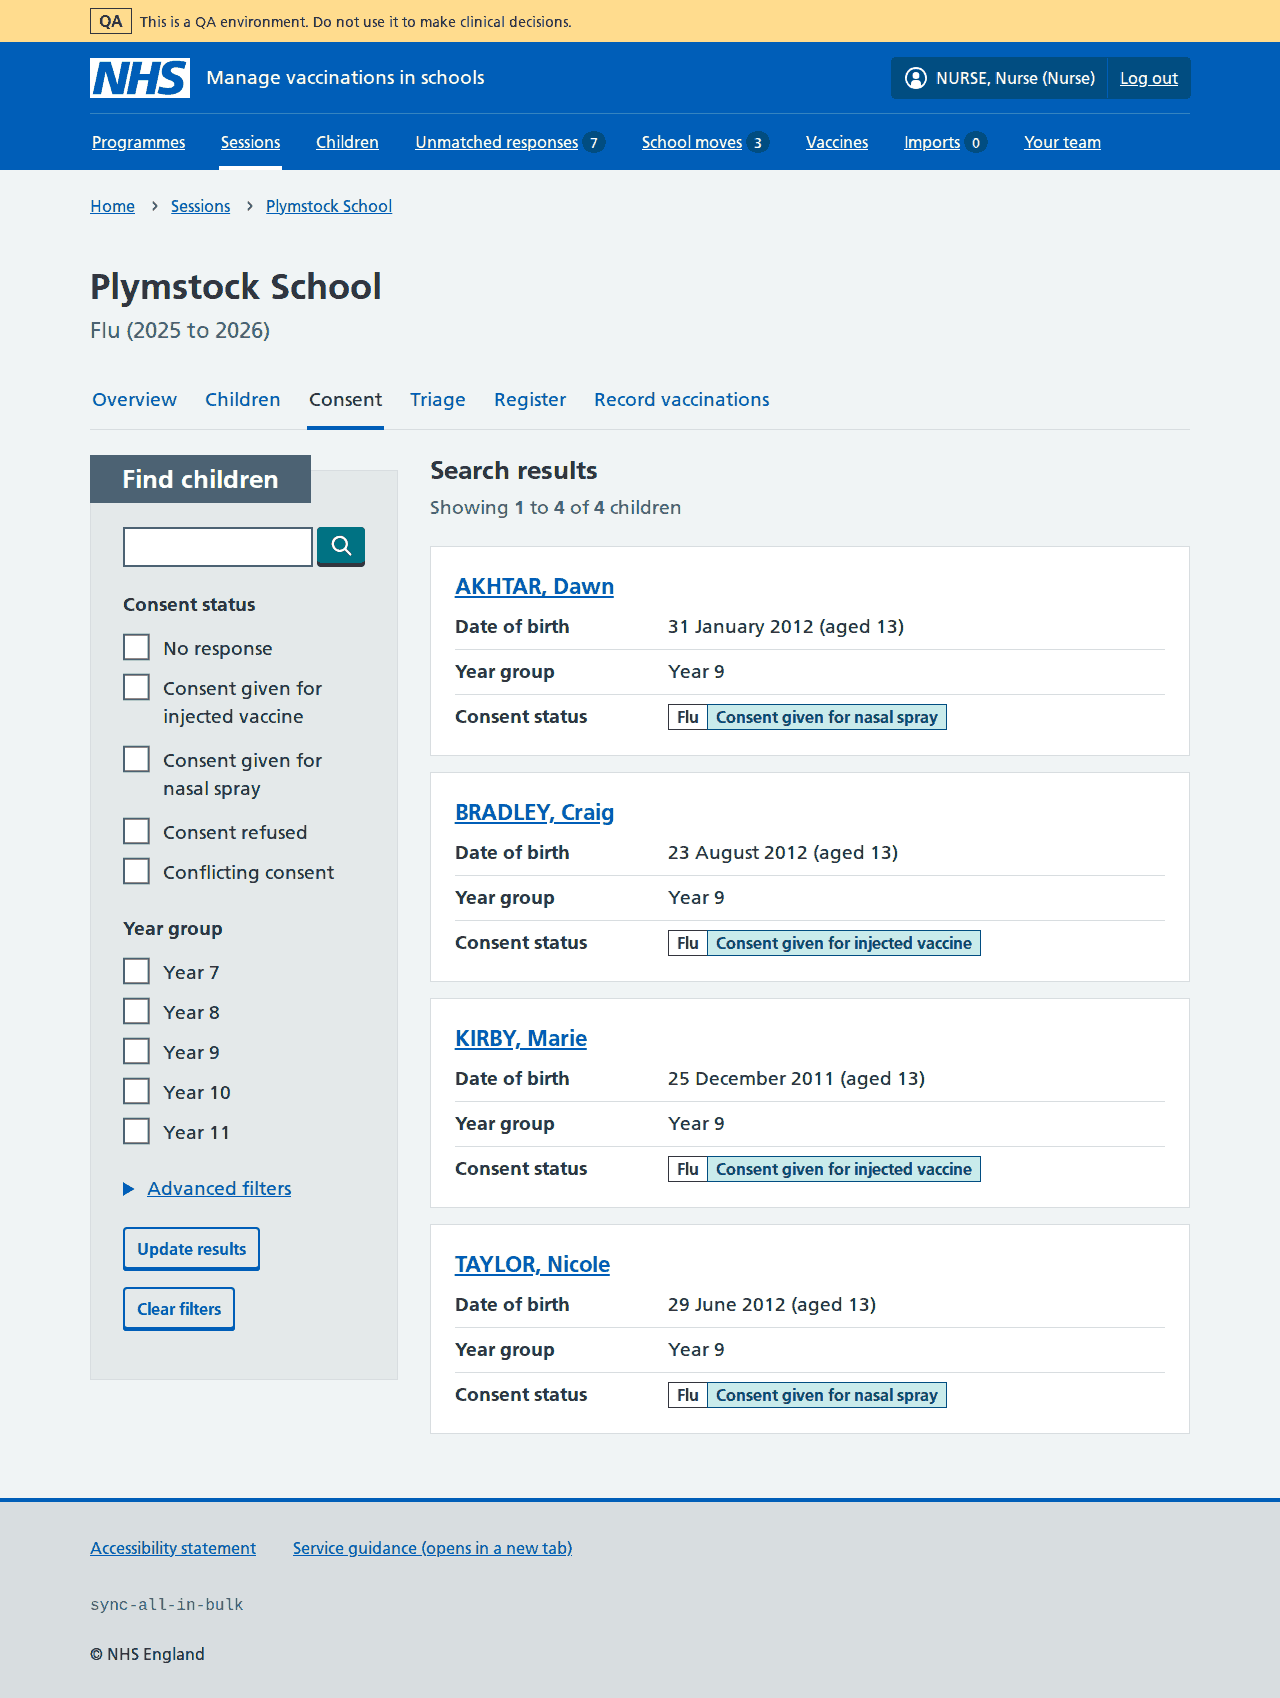 QA This is a QA environment. Do not use it to make clinical decisions.
NHS Manage vaccinations in schools NURSE, Nurse (Nurse) Log out
Programmes Sessions Children Unmatched responses 7 School moves 3 Vaccines Imports 0 Your team
Home › Sessions › Plymstock School
Plymstock School
Flu (2025 to 2026)
Overview Children Consent Triage Register Record vaccinations
Find children
Consent status
No response
Consent given for
injected vaccine
Consent given for
nasal spray
Consent refused
Conflicting consent
Year group
Year 7
Year 8
Year 9
Year 10
Year 11
Advanced filters
Update results
Clear filters
Search results
Showing 1 to 4 of 4 children
AKHTAR, Dawn
Date of birth 31 January 2012 (aged 13)
Year group Year 9
Consent status Flu Consent given for nasal spray
BRADLEY, Craig
Date of birth 23 August 2012 (aged 13)
Year group Year 9
Consent status Flu Consent given for injected vaccine
KIRBY, Marie
Date of birth 25 December 2011 (aged 13)
Year group Year 9
Consent status Flu Consent given for injected vaccine
TAYLOR, Nicole
Date of birth 29 June 2012 (aged 13)
Year group Year 9
Consent status Flu Consent given for nasal spray
Accessibility statement Service guidance (opens in a new tab)
sync-all-in-bulk
© NHS England